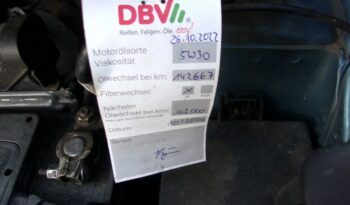 DBV
Reifen. Felgen. Öle. easy!
26.10.2022
Motorölsorte
Viskosität 5W30
Ölwechsel bei km: 142667
Filterwechsel:
Nächster
Ölwechsel bei km:
Datum: